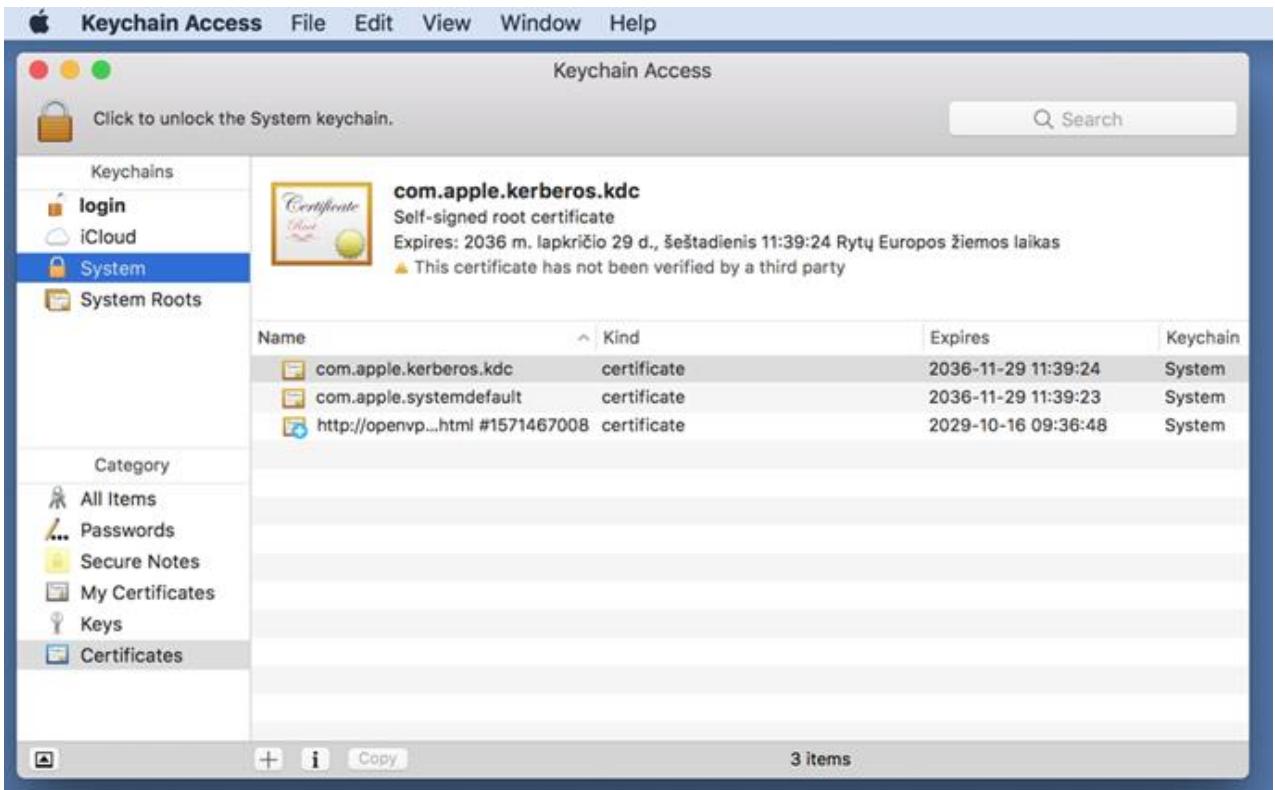 Keychain Access File Edit View Window Help
Keychain Access
Click to unlock the System keychain.
Search
Keychains
login
iCloud
System
System Roots
Certificate
Root
com.apple.kerberos.kdc
Self-signed root certificate
Expires: 2036 m. lapkričio 29 d., šeštadienis 11:39:24 Rytų Europos žiemos laikas
This certificate has not been verified by a third party
Name Kind Expires Keychain
com.apple.kerberos.kdc certificate 2036-11-29 11:39:24 System
com.apple.systemdefault certificate 2036-11-29 11:39:23 System
http://openvp...html #1571467008 certificate 2029-10-16 09:36:48 System
Category
All Items
Passwords
Secure Notes
My Certificates
Keys
Certificates
Copy
3 items